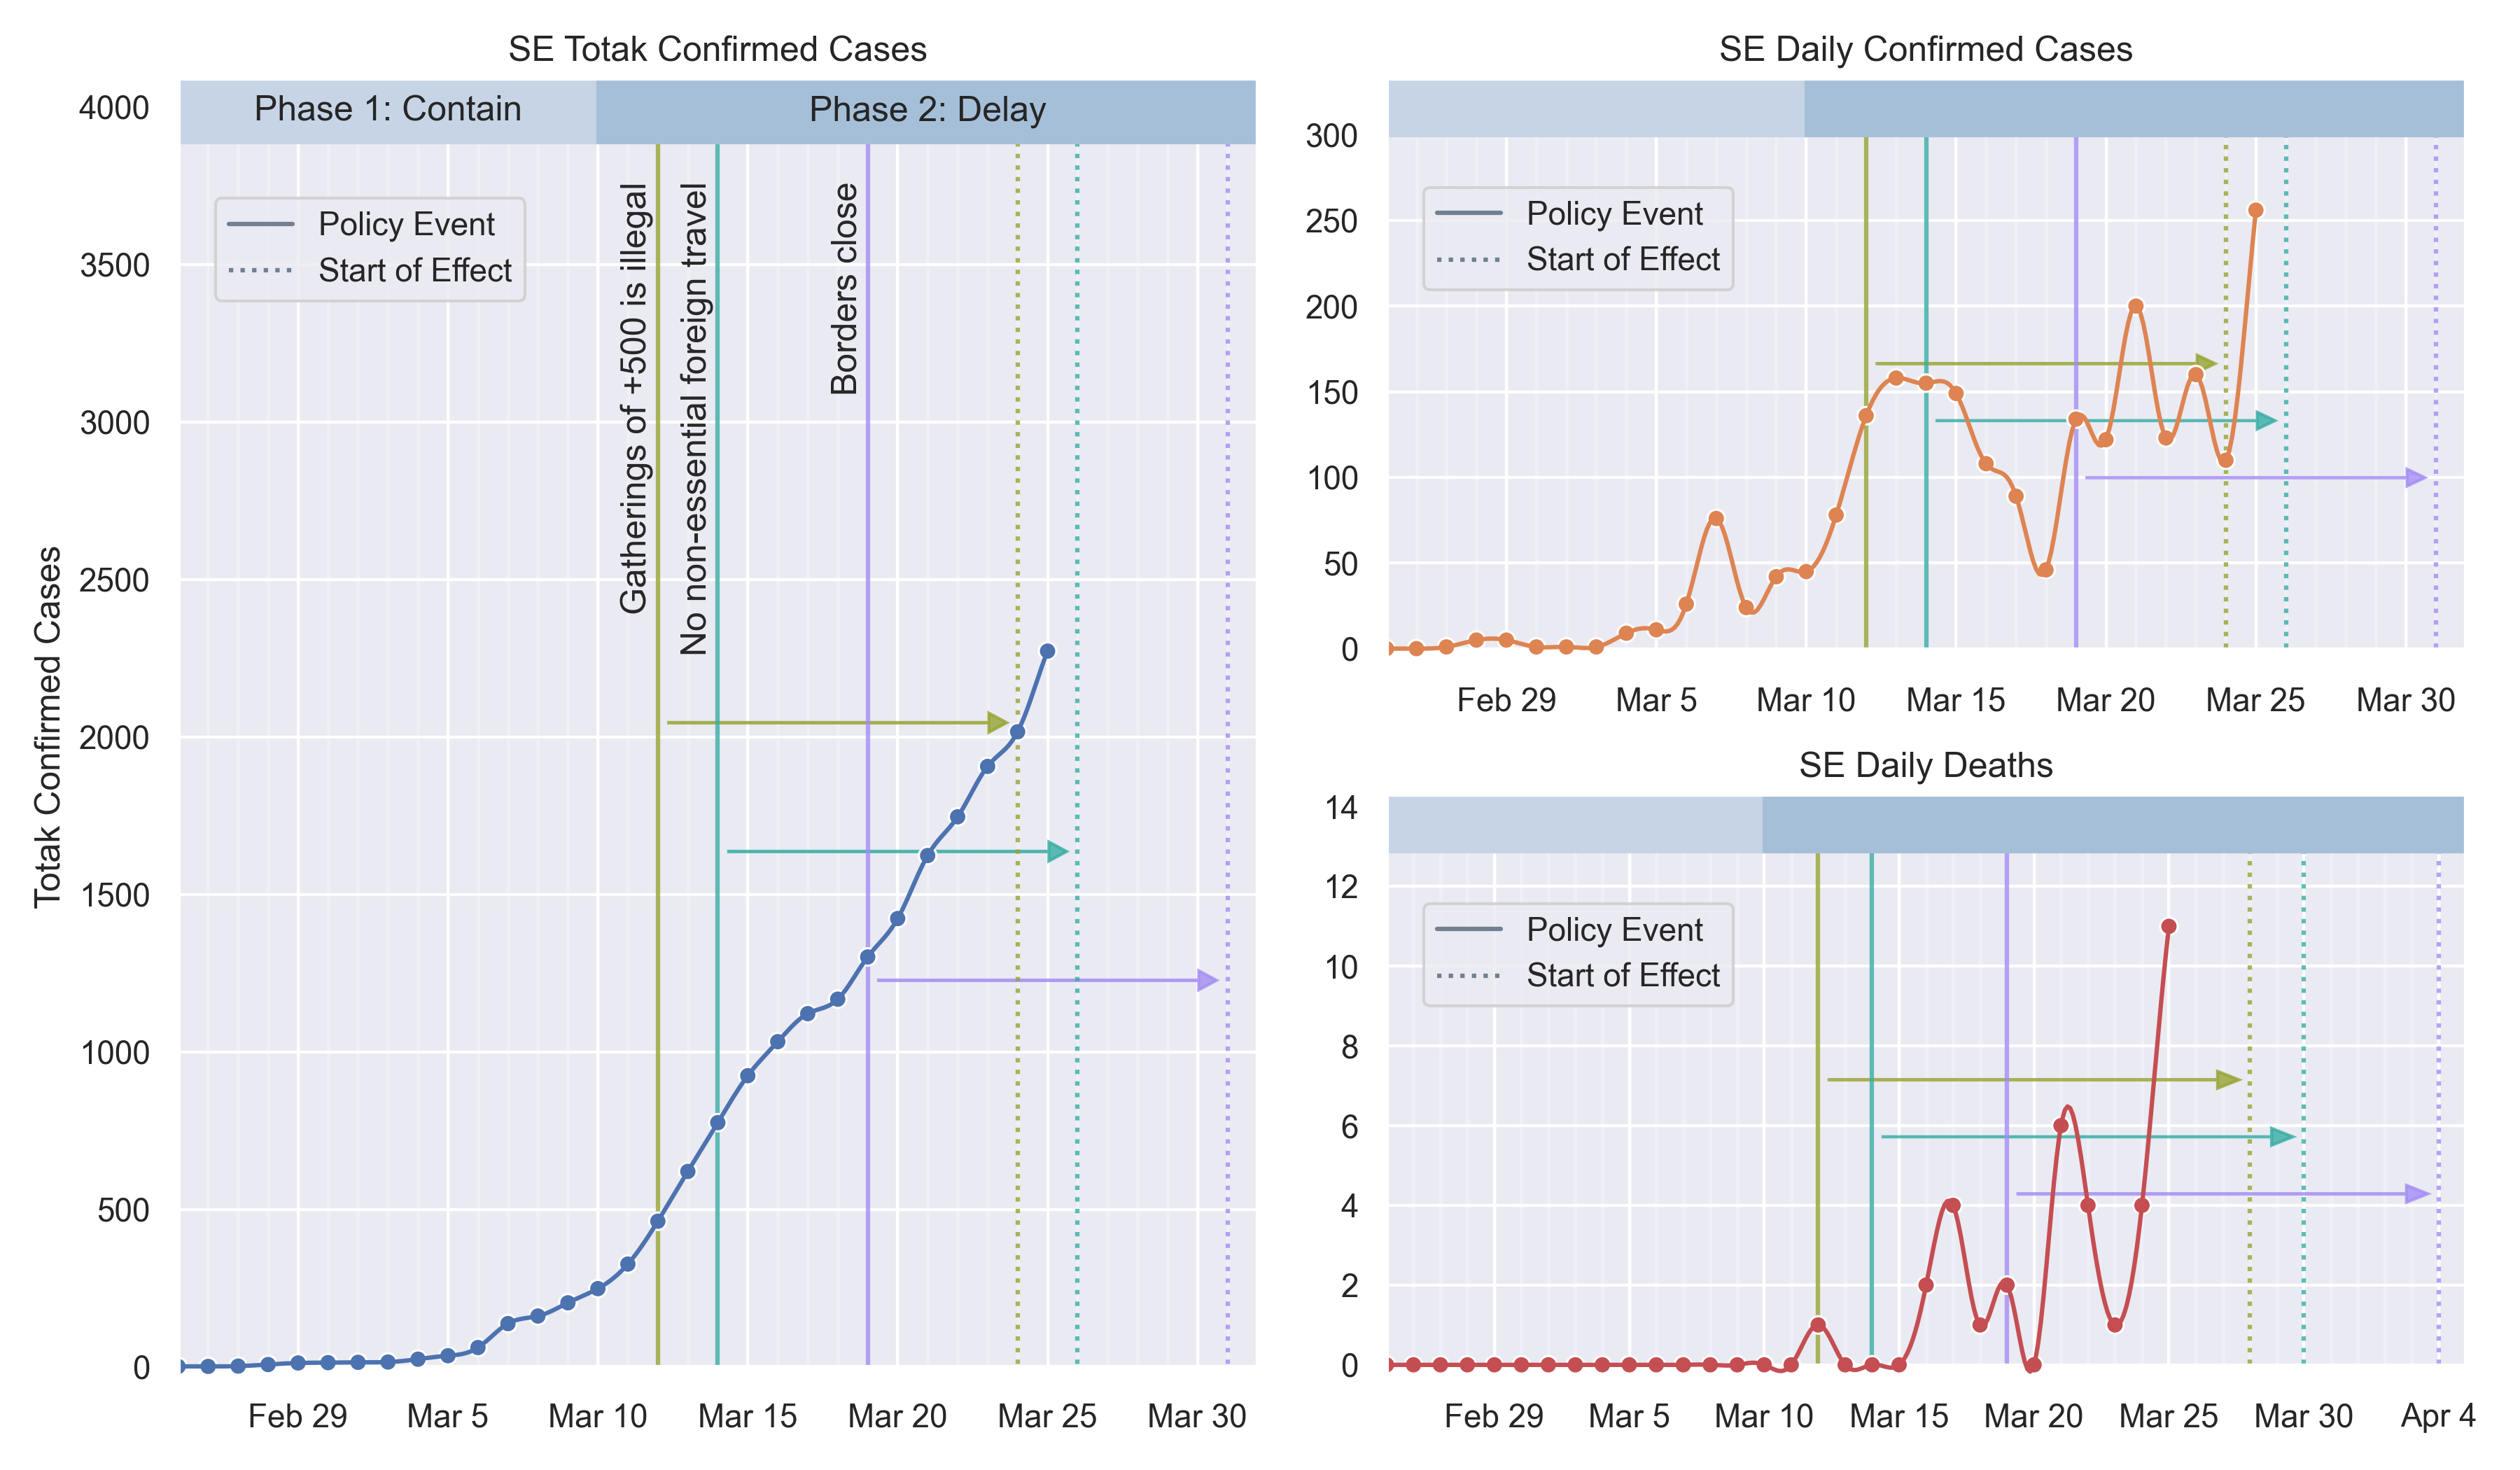 SE Totak Confirmed Cases
Phase 1: Contain
Phase 2: Delay
Policy Event
Start of Effect
Gatherings of +500 is illegal
No non-essential foreign travel
Borders close
Totak Confirmed Cases
4000
3500
3000
2500
2000
1500
1000
500
0
Feb 29 Mar 5 Mar 10 Mar 15 Mar 20 Mar 25 Mar 30
SE Daily Confirmed Cases
Policy Event
Start of Effect
300
250
200
150
100
50
0
Feb 29 Mar 5 Mar 10 Mar 15 Mar 20 Mar 25 Mar 30
SE Daily Deaths
Policy Event
Start of Effect
14
12
10
8
6
4
2
0
Feb 29 Mar 5 Mar 10 Mar 15 Mar 20 Mar 25 Mar 30 Apr 4